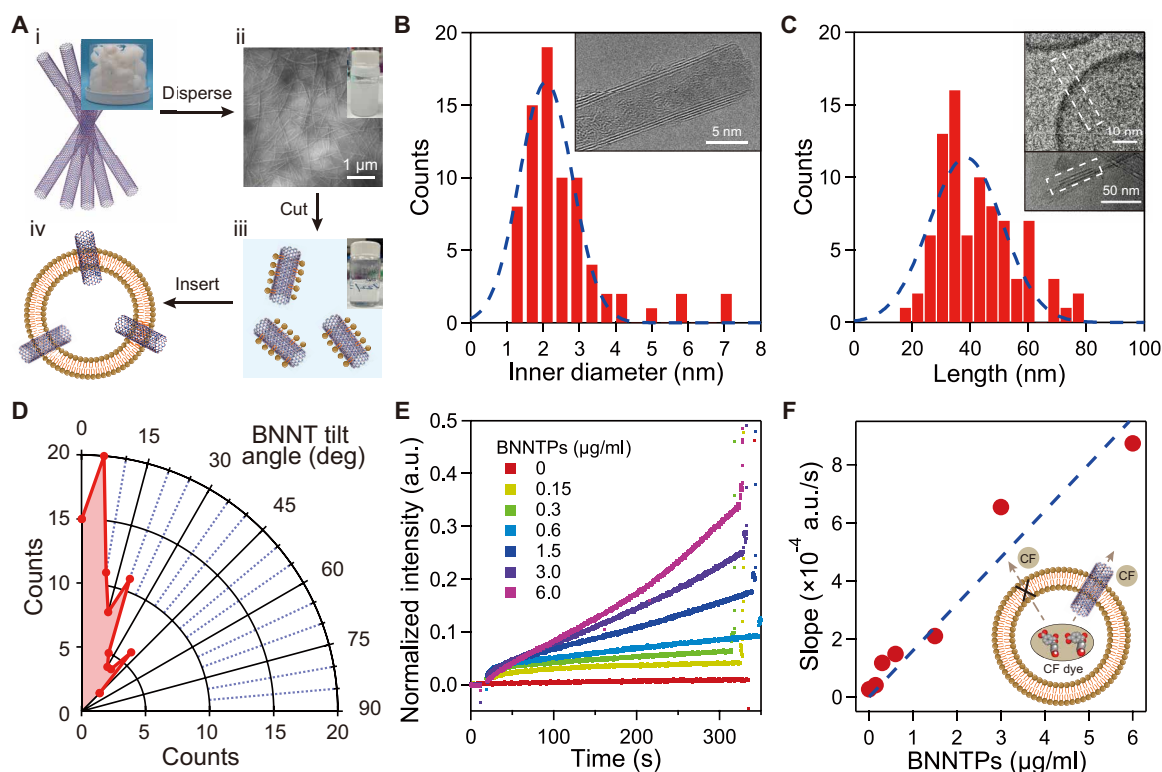 A
i
Disperse
ii
1 µm
Cut
iii
Insert
iv
B
20
15
10
5
0
Counts
5 nm
0 1 2 3 4 5 6 7 8
Inner diameter (nm)
C
20
15
10
5
0
Counts
10 nm
50 nm
0 20 40 60 80 100
Length (nm)
D
BNNT tilt
angle (deg)
0
15
30
45
60
75
90
20
15
10
5
0
Counts
0 5 10 15 20
Counts
E
0.5
0.4
0.3
0.2
0.1
0.0
Normalized intensity (a.u.)
BNNTPs (µg/ml)
0
0.15
0.3
0.6
1.5
3.0
6.0
0 100 200 300
Time (s)
F
8
6
4
2
0
Slope (×10⁻⁴ a.u./s)
CF
CF
CF dye
0 1 2 3 4 5 6
BNNTPs (µg/ml)